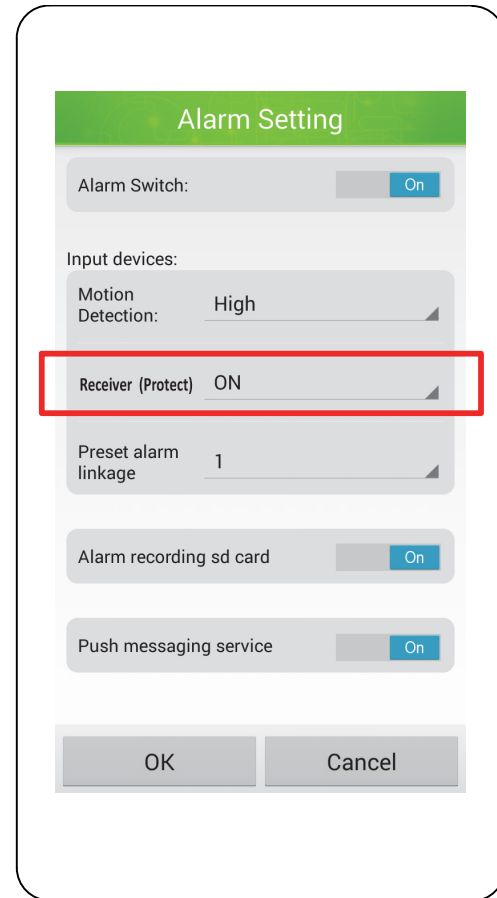 Alarm Setting
Alarm Switch: On
Input devices:
Motion
Detection: High
Receiver (Protect) ON
Preset alarm
linkage 1
Alarm recording sd card On
Push messaging service On
OK Cancel